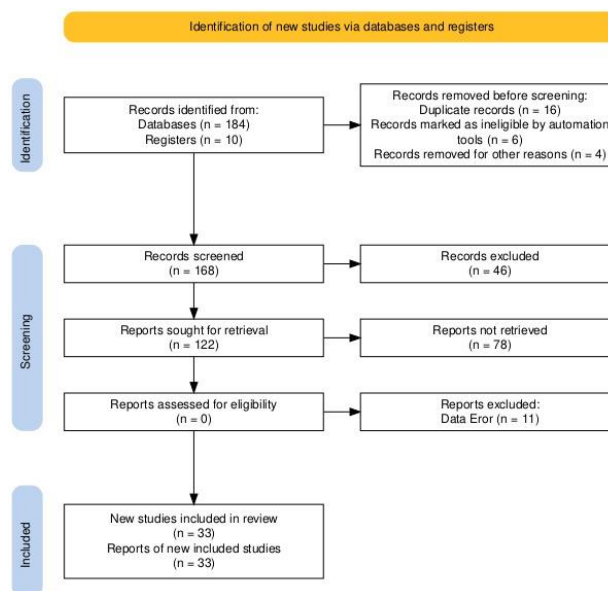 Identification of new studies via databases and registers
Identification
Records identified from:
Databases (n = 184)
Registers (n = 10)
Records removed before screening:
Duplicate records (n = 16)
Records marked as ineligible by automation
tools (n = 6)
Records removed for other reasons (n = 4)
Screening
Records screened
(n = 168)
Records excluded
(n = 46)
Reports sought for retrieval
(n = 122)
Reports not retrieved
(n = 78)
Reports assessed for eligibility
(n = 0)
Reports excluded:
Data Eror (n = 11)
Included
New studies included in review
(n = 33)
Reports of new included studies
(n = 33)